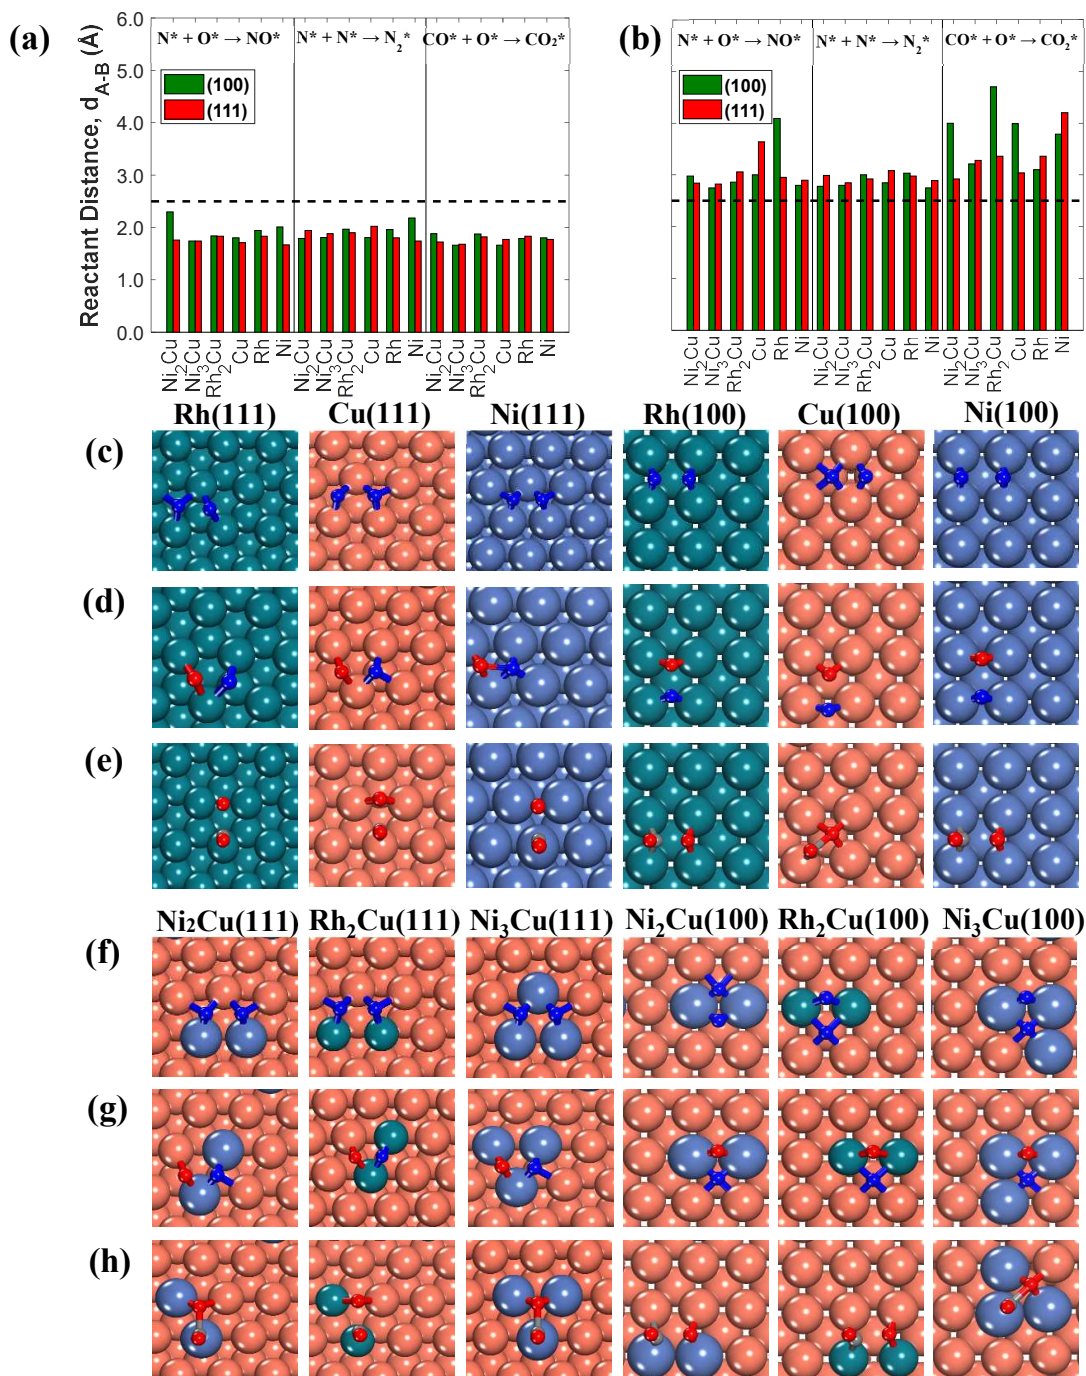 (a)
N* + O* → NO*
N* + N* → N₂*
CO* + O* → CO₂*
Reactant Distance, d_A-B (Å)
6.0
5.0
4.0
3.0
2.0
1.0
0.0
(100)
(111)
Ni₂Cu
Ni₃Cu
Rh₂Cu
Cu
Rh
Ni
Ni₂Cu
Ni₃Cu
Rh₂Cu
Cu
Rh
Ni
Ni₂Cu
Ni₃Cu
Rh₂Cu
Cu
Rh
Ni
(b)
N* + O* → NO*
N* + N* → N₂*
CO* + O* → CO₂*
(100)
(111)
Ni₂Cu
Ni₃Cu
Rh₂Cu
Cu
Rh
Ni
Ni₂Cu
Ni₃Cu
Rh₂Cu
Cu
Rh
Ni
Ni₂Cu
Ni₃Cu
Rh₂Cu
Cu
Rh
Ni
Rh(111) Cu(111) Ni(111) Rh(100) Cu(100) Ni(100)
(c)
(d)
(e)
Ni₂Cu(111) Rh₂Cu(111) Ni₃Cu(111) Ni₂Cu(100) Rh₂Cu(100) Ni₃Cu(100)
(f)
(g)
(h)